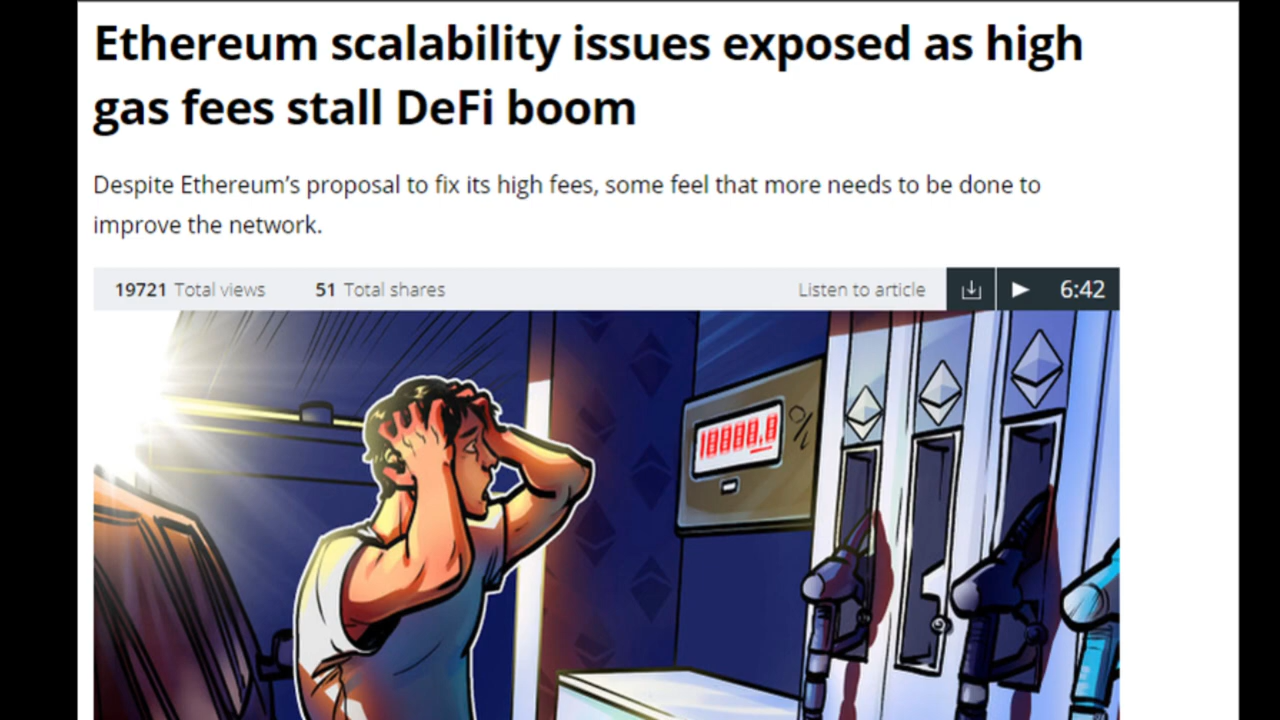 Ethereum scalability issues exposed as high
gas fees stall DeFi boom
Despite Ethereum’s proposal to fix its high fees, some feel that more needs to be done to
improve the network.
19721 Total views 51 Total shares Listen to article 6:42